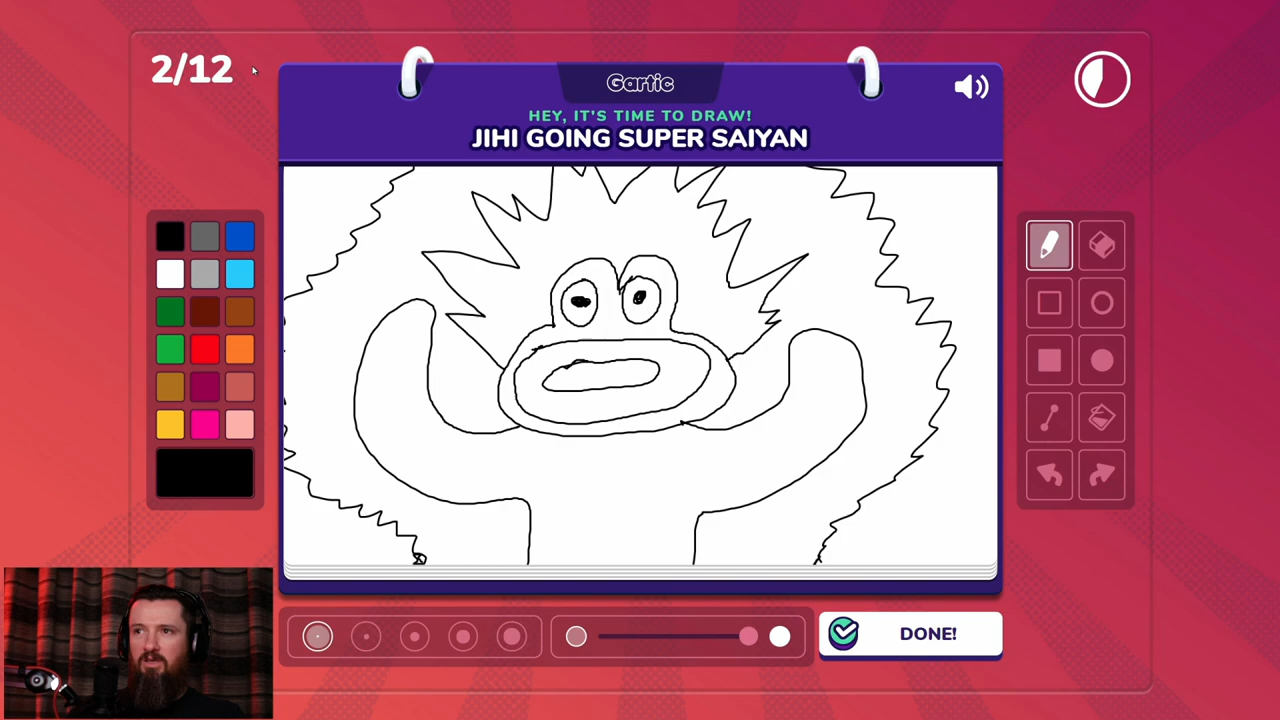 2/12
Gartic
HEY, IT'S TIME TO DRAW!
JIHI GOING SUPER SAIYAN
DONE!